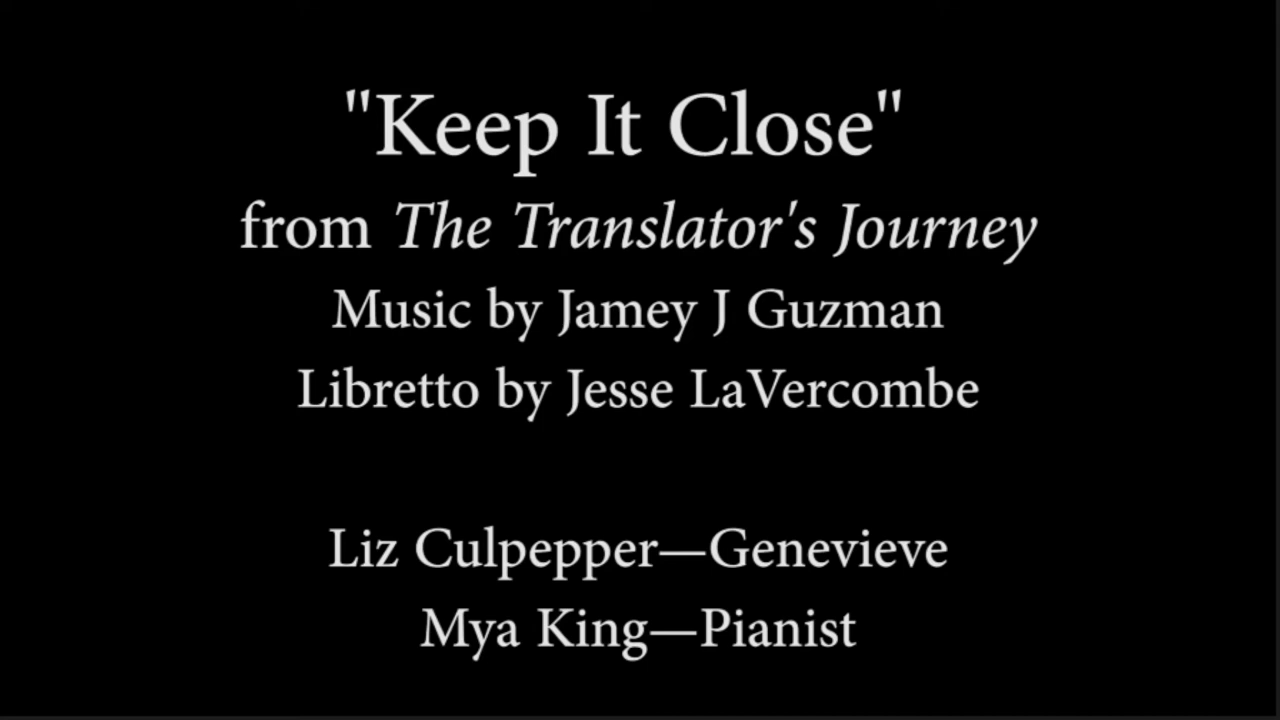 "Keep It Close"
from The Translator's Journey
Music by Jamey J Guzman
Libretto by Jesse LaVercombe
Liz Culpepper—Genevieve
Mya King—Pianist